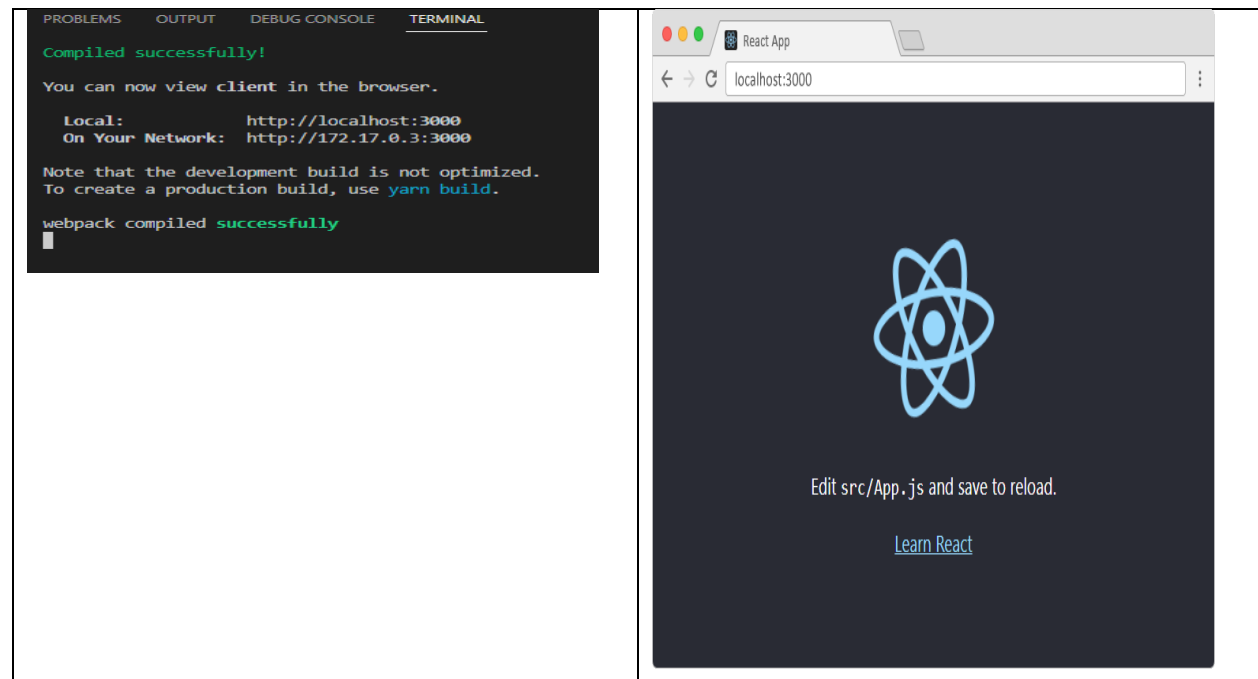 PROBLEMS OUTPUT DEBUG CONSOLE TERMINAL
Compiled successfully!
You can now view client in the browser.
Local: http://localhost:3000
On Your Network: http://172.17.0.3:3000
Note that the development build is not optimized.
To create a production build, use yarn build.
webpack compiled successfully
React App
localhost:3000
Edit src/App.js and save to reload.
Learn React